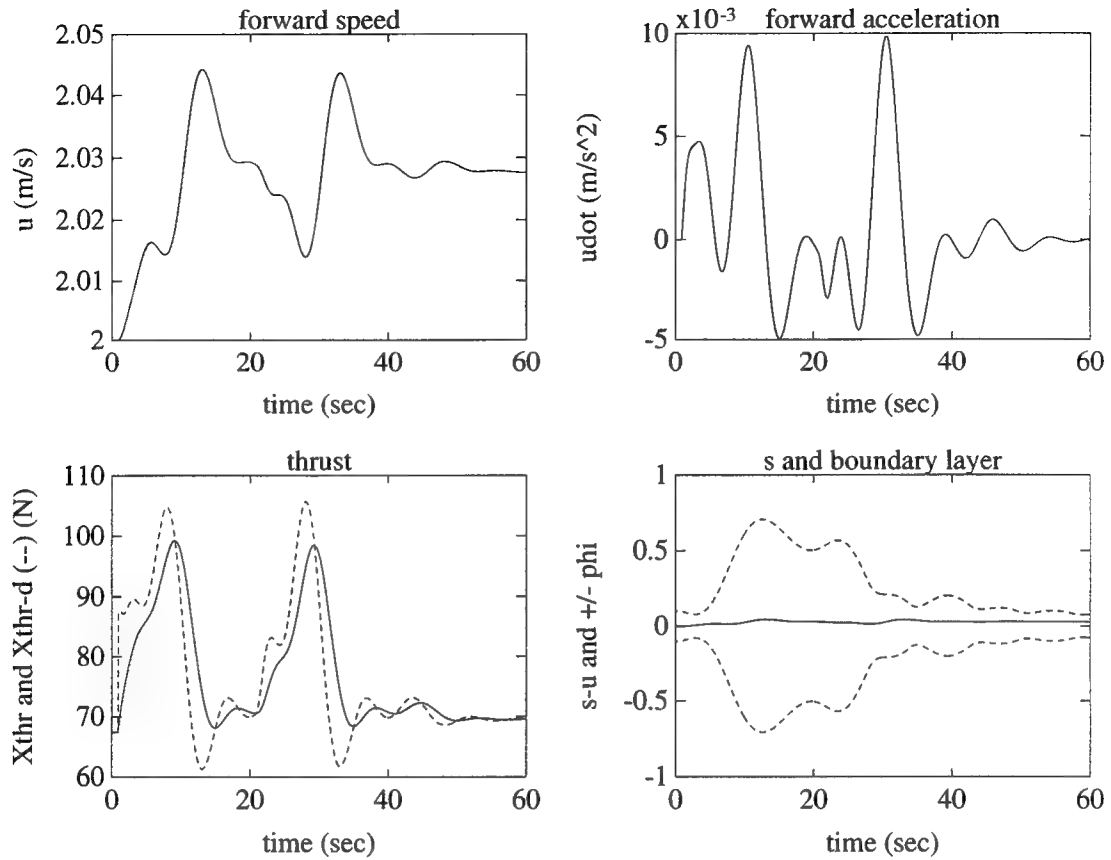 forward speed
2.05
2.04
2.03
2.02
2.01
2
u (m/s)
0 20 40 60
time (sec)
x10-3 forward acceleration
10
5
0
-5
udot (m/s^2)
0 20 40 60
time (sec)
thrust
110
100
90
80
70
60
Xthr and Xthr-d (--) (N)
0 20 40 60
time (sec)
s and boundary layer
1
0.5
0
-0.5
-1
s-u and +/- phi
0 20 40 60
time (sec)